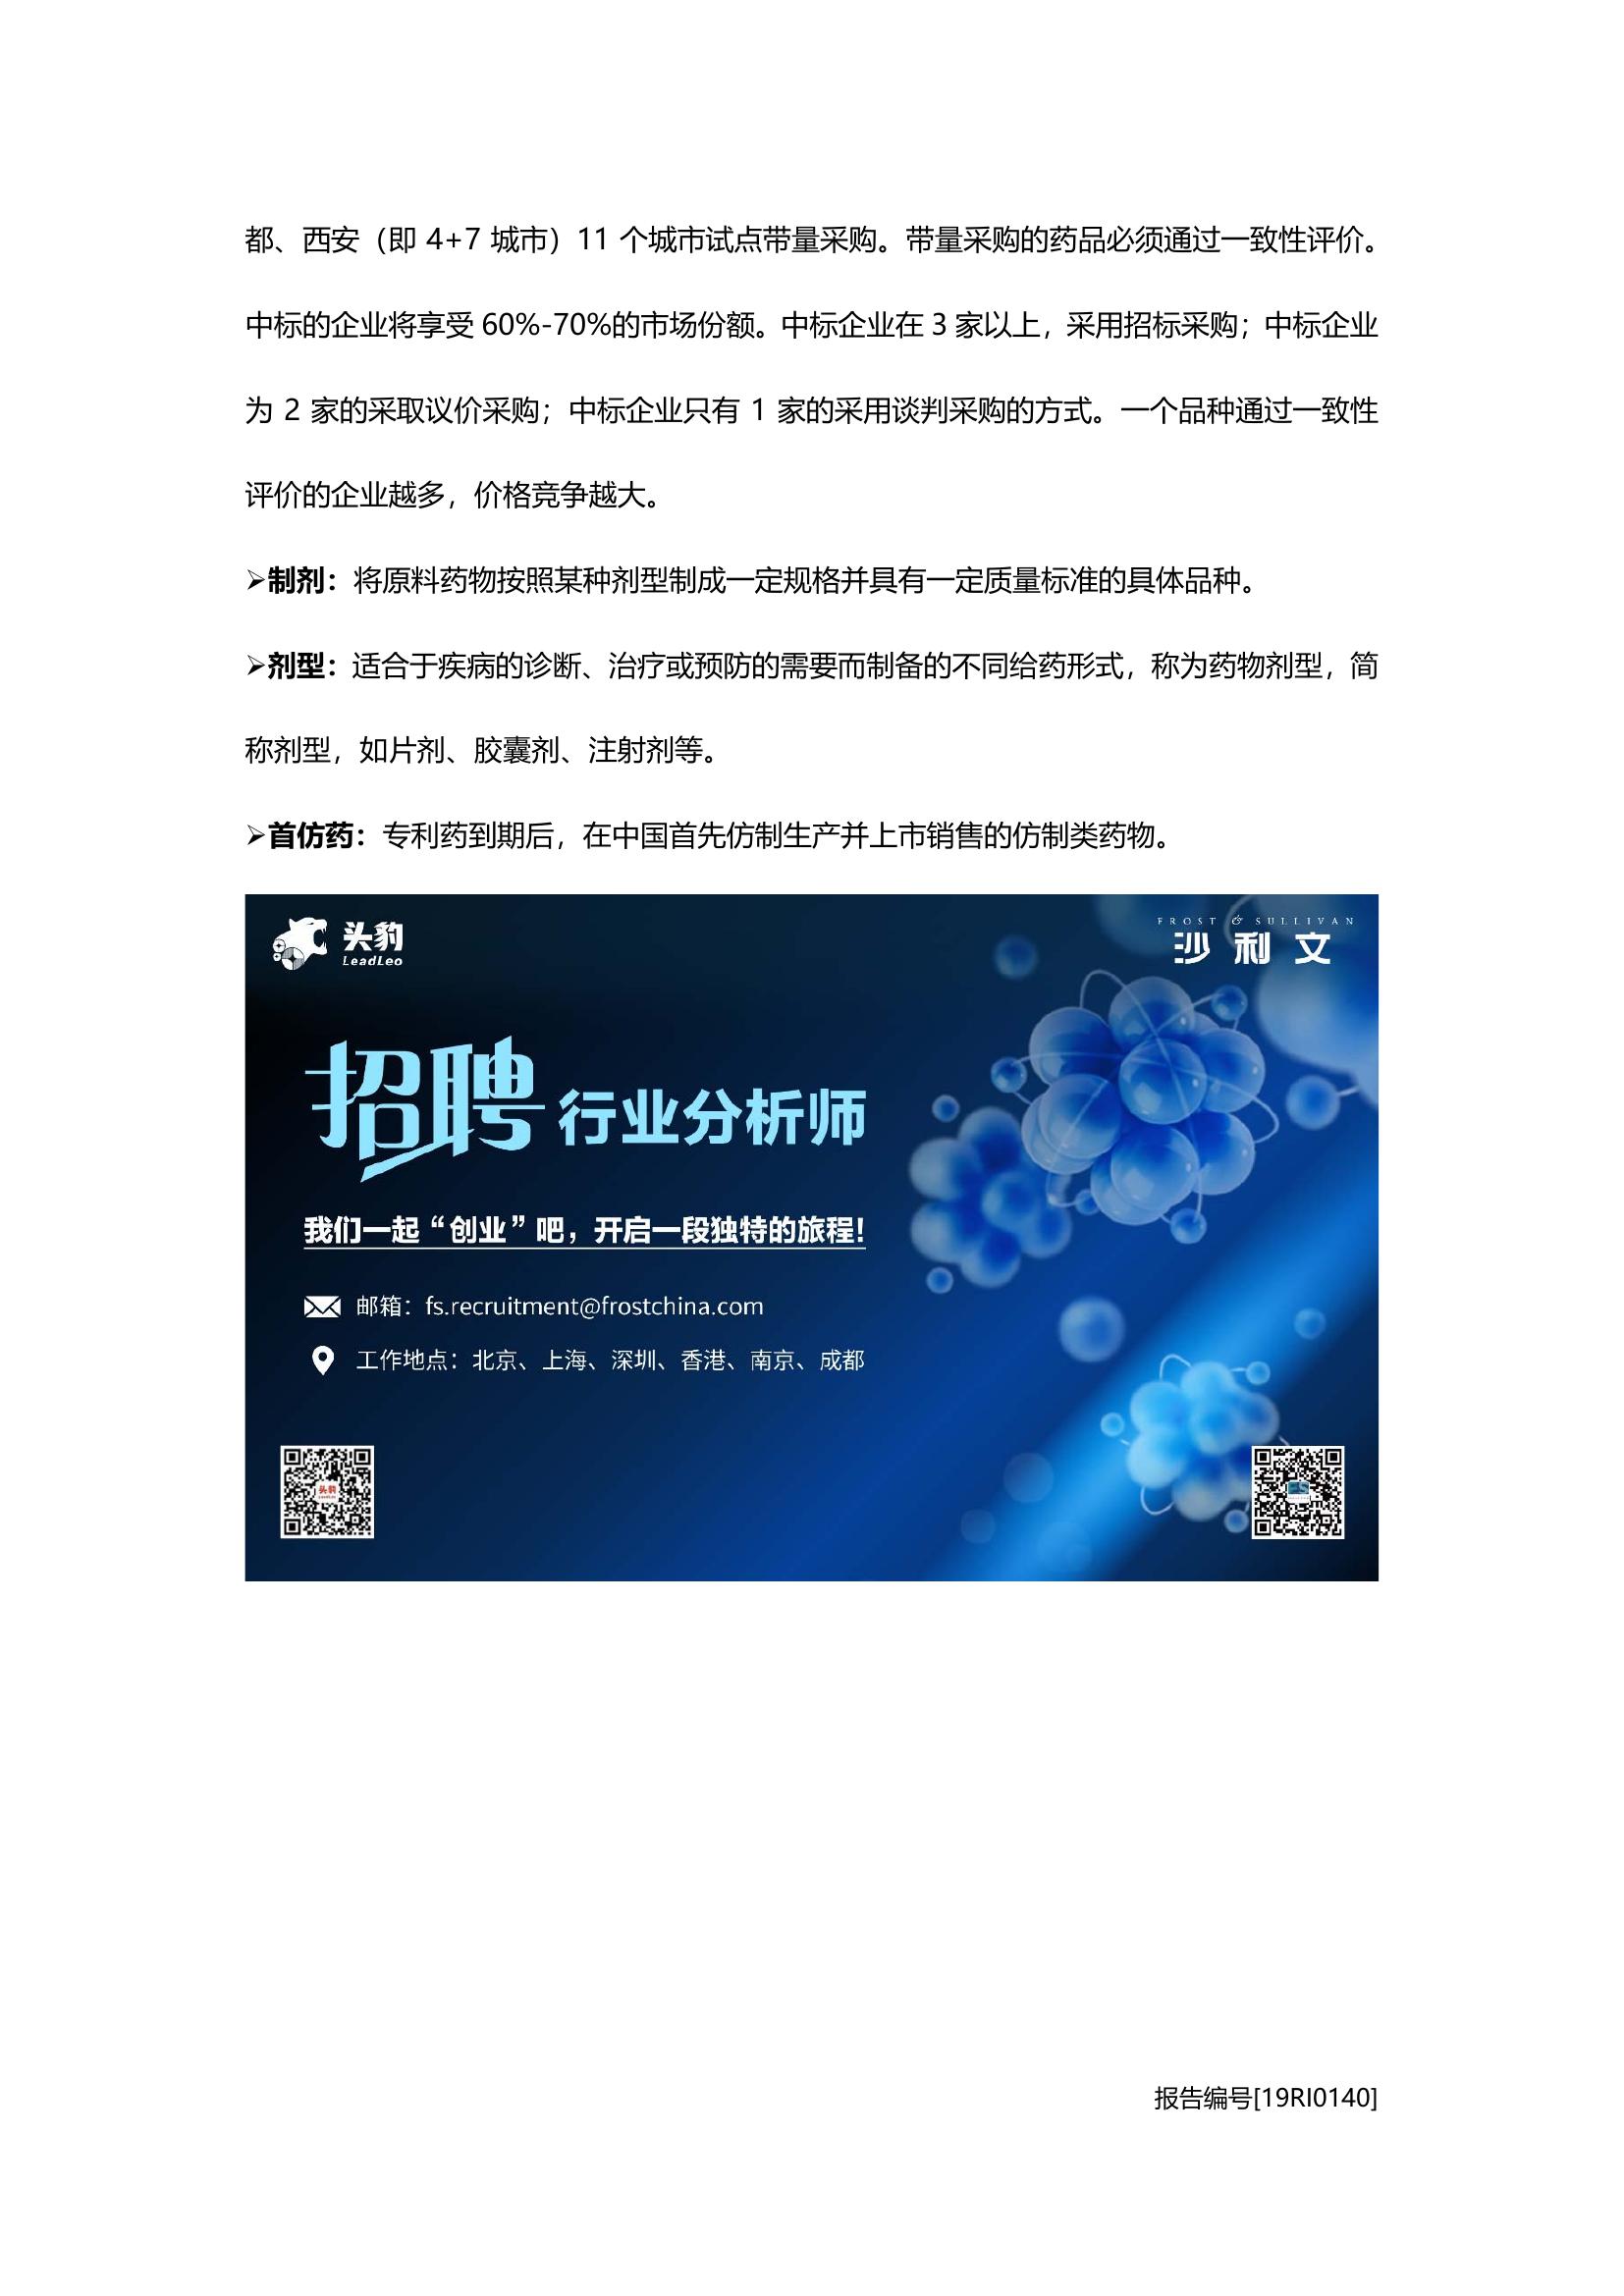 都、西安（即 4+7 城市）11 个城市试点带量采购。带量采购的药品必须通过一致性评价。
中标的企业将享受 60%-70%的市场份额。中标企业在 3 家以上，采用招标采购；中标企业
为 2 家的采取议价采购；中标企业只有 1 家的采用谈判采购的方式。一个品种通过一致性
评价的企业越多，价格竞争越大。
➢制剂：将原料药物按照某种剂型制成一定规格并具有一定质量标准的具体品种。
➢剂型：适合于疾病的诊断、治疗或预防的需要而制备的不同给药形式，称为药物剂型，简
称剂型，如片剂、胶囊剂、注射剂等。
➢首仿药：专利药到期后，在中国首先仿制生产并上市销售的仿制类药物。
头豹
LeadLeo
FROST & SULLIVAN
沙利文
招聘 行业分析师
我们一起“创业”吧，开启一段独特的旅程!
邮箱：fs.recruitment@frostchina.com
工作地点：北京、上海、深圳、香港、南京、成都
头豹
FS
报告编号[19RI0140]